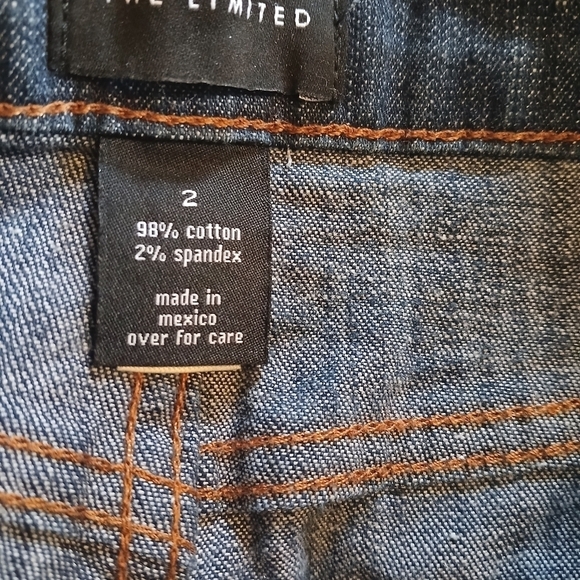 THE LIMITED
2
98% cotton
2% spandex
made in
mexico
over for care